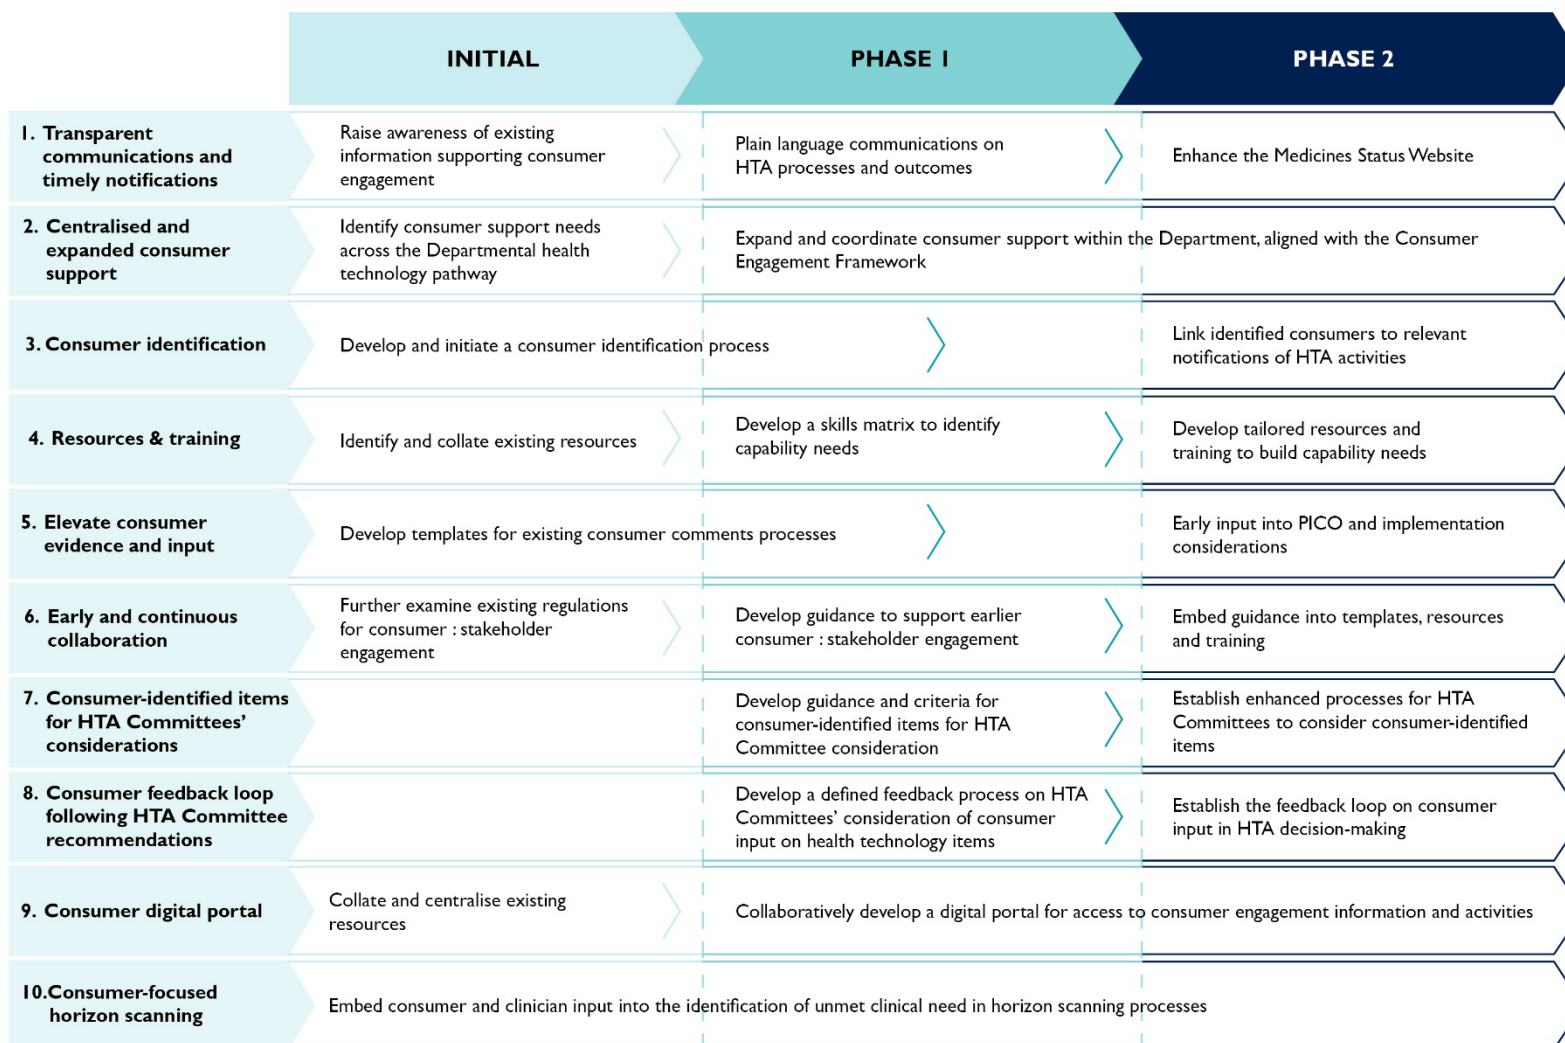 INITIAL
PHASE 1
PHASE 2
1. Transparent
communications and
timely notifications
Raise awareness of existing
information supporting consumer
engagement
Plain language communications on
HTA processes and outcomes
Enhance the Medicines Status Website
2. Centralised and
expanded consumer
support
Identify consumer support needs
across the Departmental health
technology pathway
Expand and coordinate consumer support within the Department, aligned with the Consumer
Engagement Framework
3. Consumer identification
Develop and initiate a consumer identification process
Link identified consumers to relevant
notifications of HTA activities
4. Resources & training
Identify and collate existing resources
Develop a skills matrix to identify
capability needs
Develop tailored resources and
training to build capability needs
5. Elevate consumer
evidence and input
Develop templates for existing consumer comments processes
Early input into PICO and implementation
considerations
6. Early and continuous
collaboration
Further examine existing regulations
for consumer : stakeholder
engagement
Develop guidance to support earlier
consumer : stakeholder engagement
Embed guidance into templates, resources
and training
7. Consumer-identified items
for HTA Committees’
considerations
Develop guidance and criteria for
consumer-identified items for HTA
Committee consideration
Establish enhanced processes for HTA
Committees to consider consumer-identified
items
8. Consumer feedback loop
following HTA Committee
recommendations
Develop a defined feedback process on HTA
Committees’ consideration of consumer
input on health technology items
Establish the feedback loop on consumer
input in HTA decision-making
9. Consumer digital portal
Collate and centralise existing
resources
Collaboratively develop a digital portal for access to consumer engagement information and activities
10.Consumer-focused
horizon scanning
Embed consumer and clinician input into the identification of unmet clinical need in horizon scanning processes